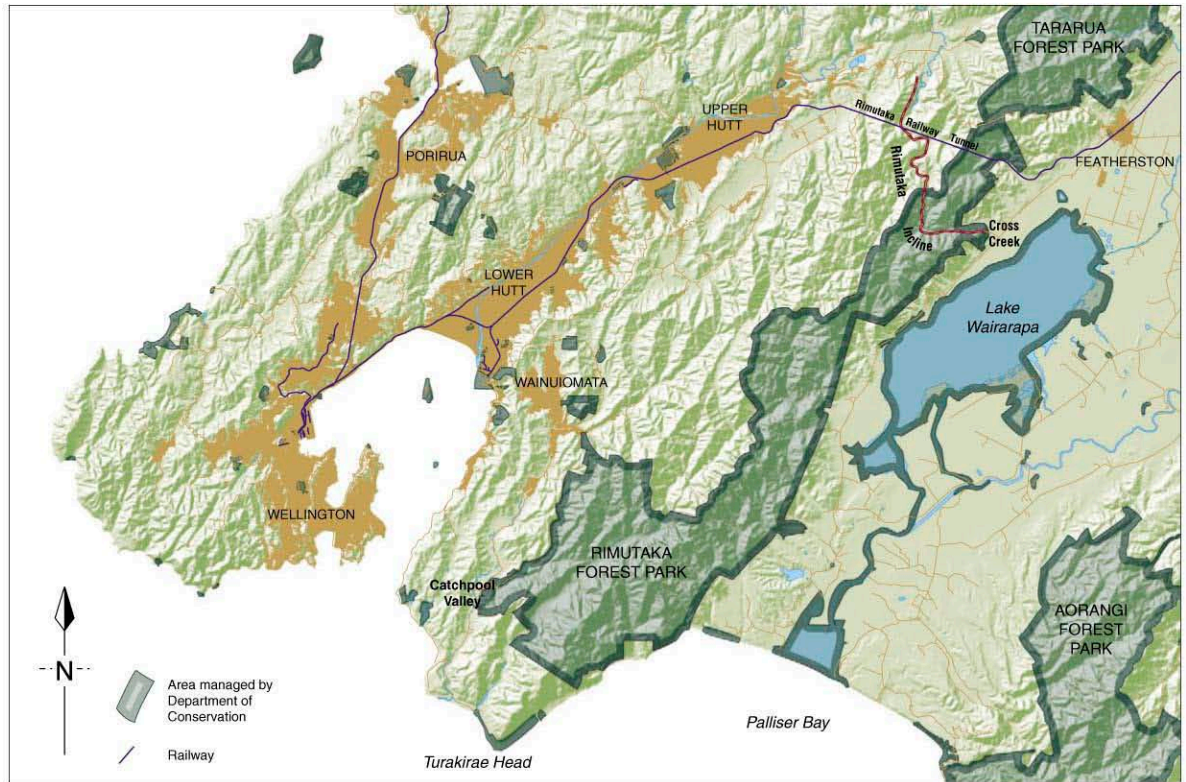 TARARUA
FOREST PARK
UPPER
HUTT
Rimutaka Railway Tunnel
PORIRUA
FEATHERSTON
Rimutaka
Incline
Cross
Creek
LOWER
HUTT
Lake
Wairarapa
WAINUIOMATA
WELLINGTON
RIMUTAKA
FOREST PARK
Catchpool
Valley
AORANGI
FOREST
PARK
N
Area managed by
Department of
Conservation
Railway
Palliser Bay
Turakirae Head